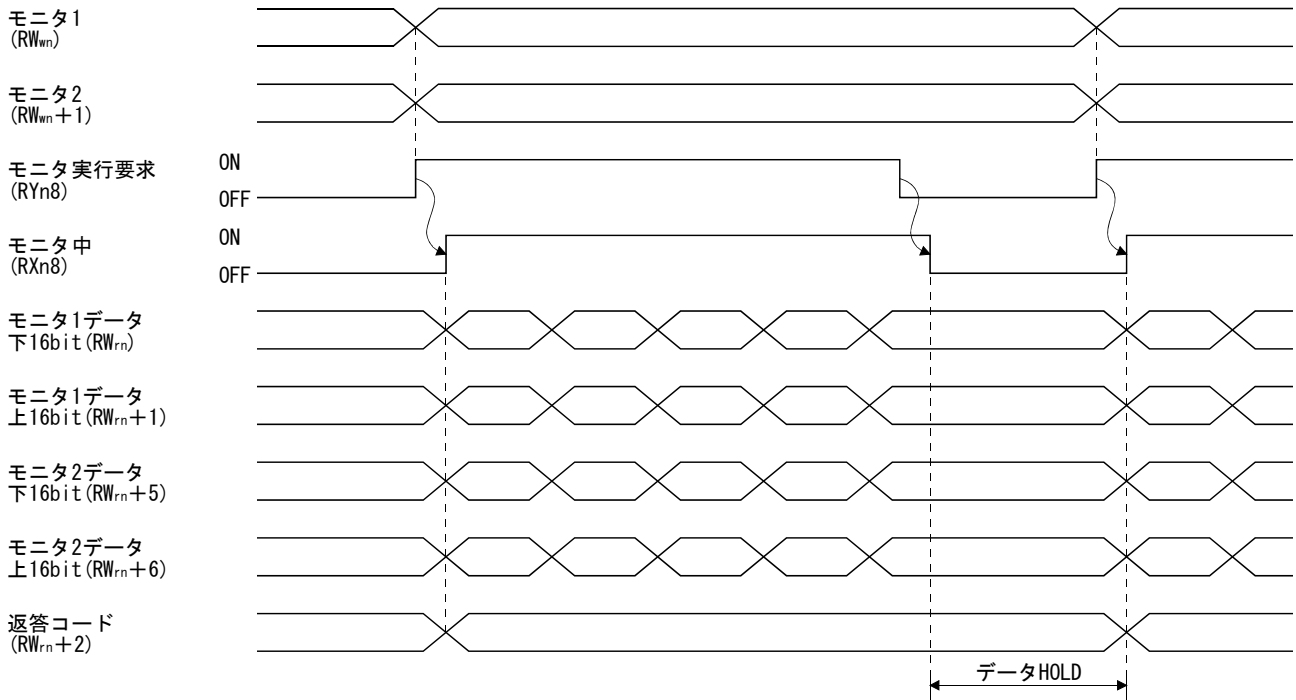 モニタ1
(RWwn)
モニタ2
(RWwn+1)
モニタ実行要求
(RYn8)
ON
OFF
モニタ中
(RXn8)
ON
OFF
モニタ1データ
下16bit(RWrn)
モニタ1データ
上16bit(RWrn+1)
モニタ2データ
下16bit(RWrn+5)
モニタ2データ
上16bit(RWrn+6)
返答コード
(RWrn+2)
データHOLD